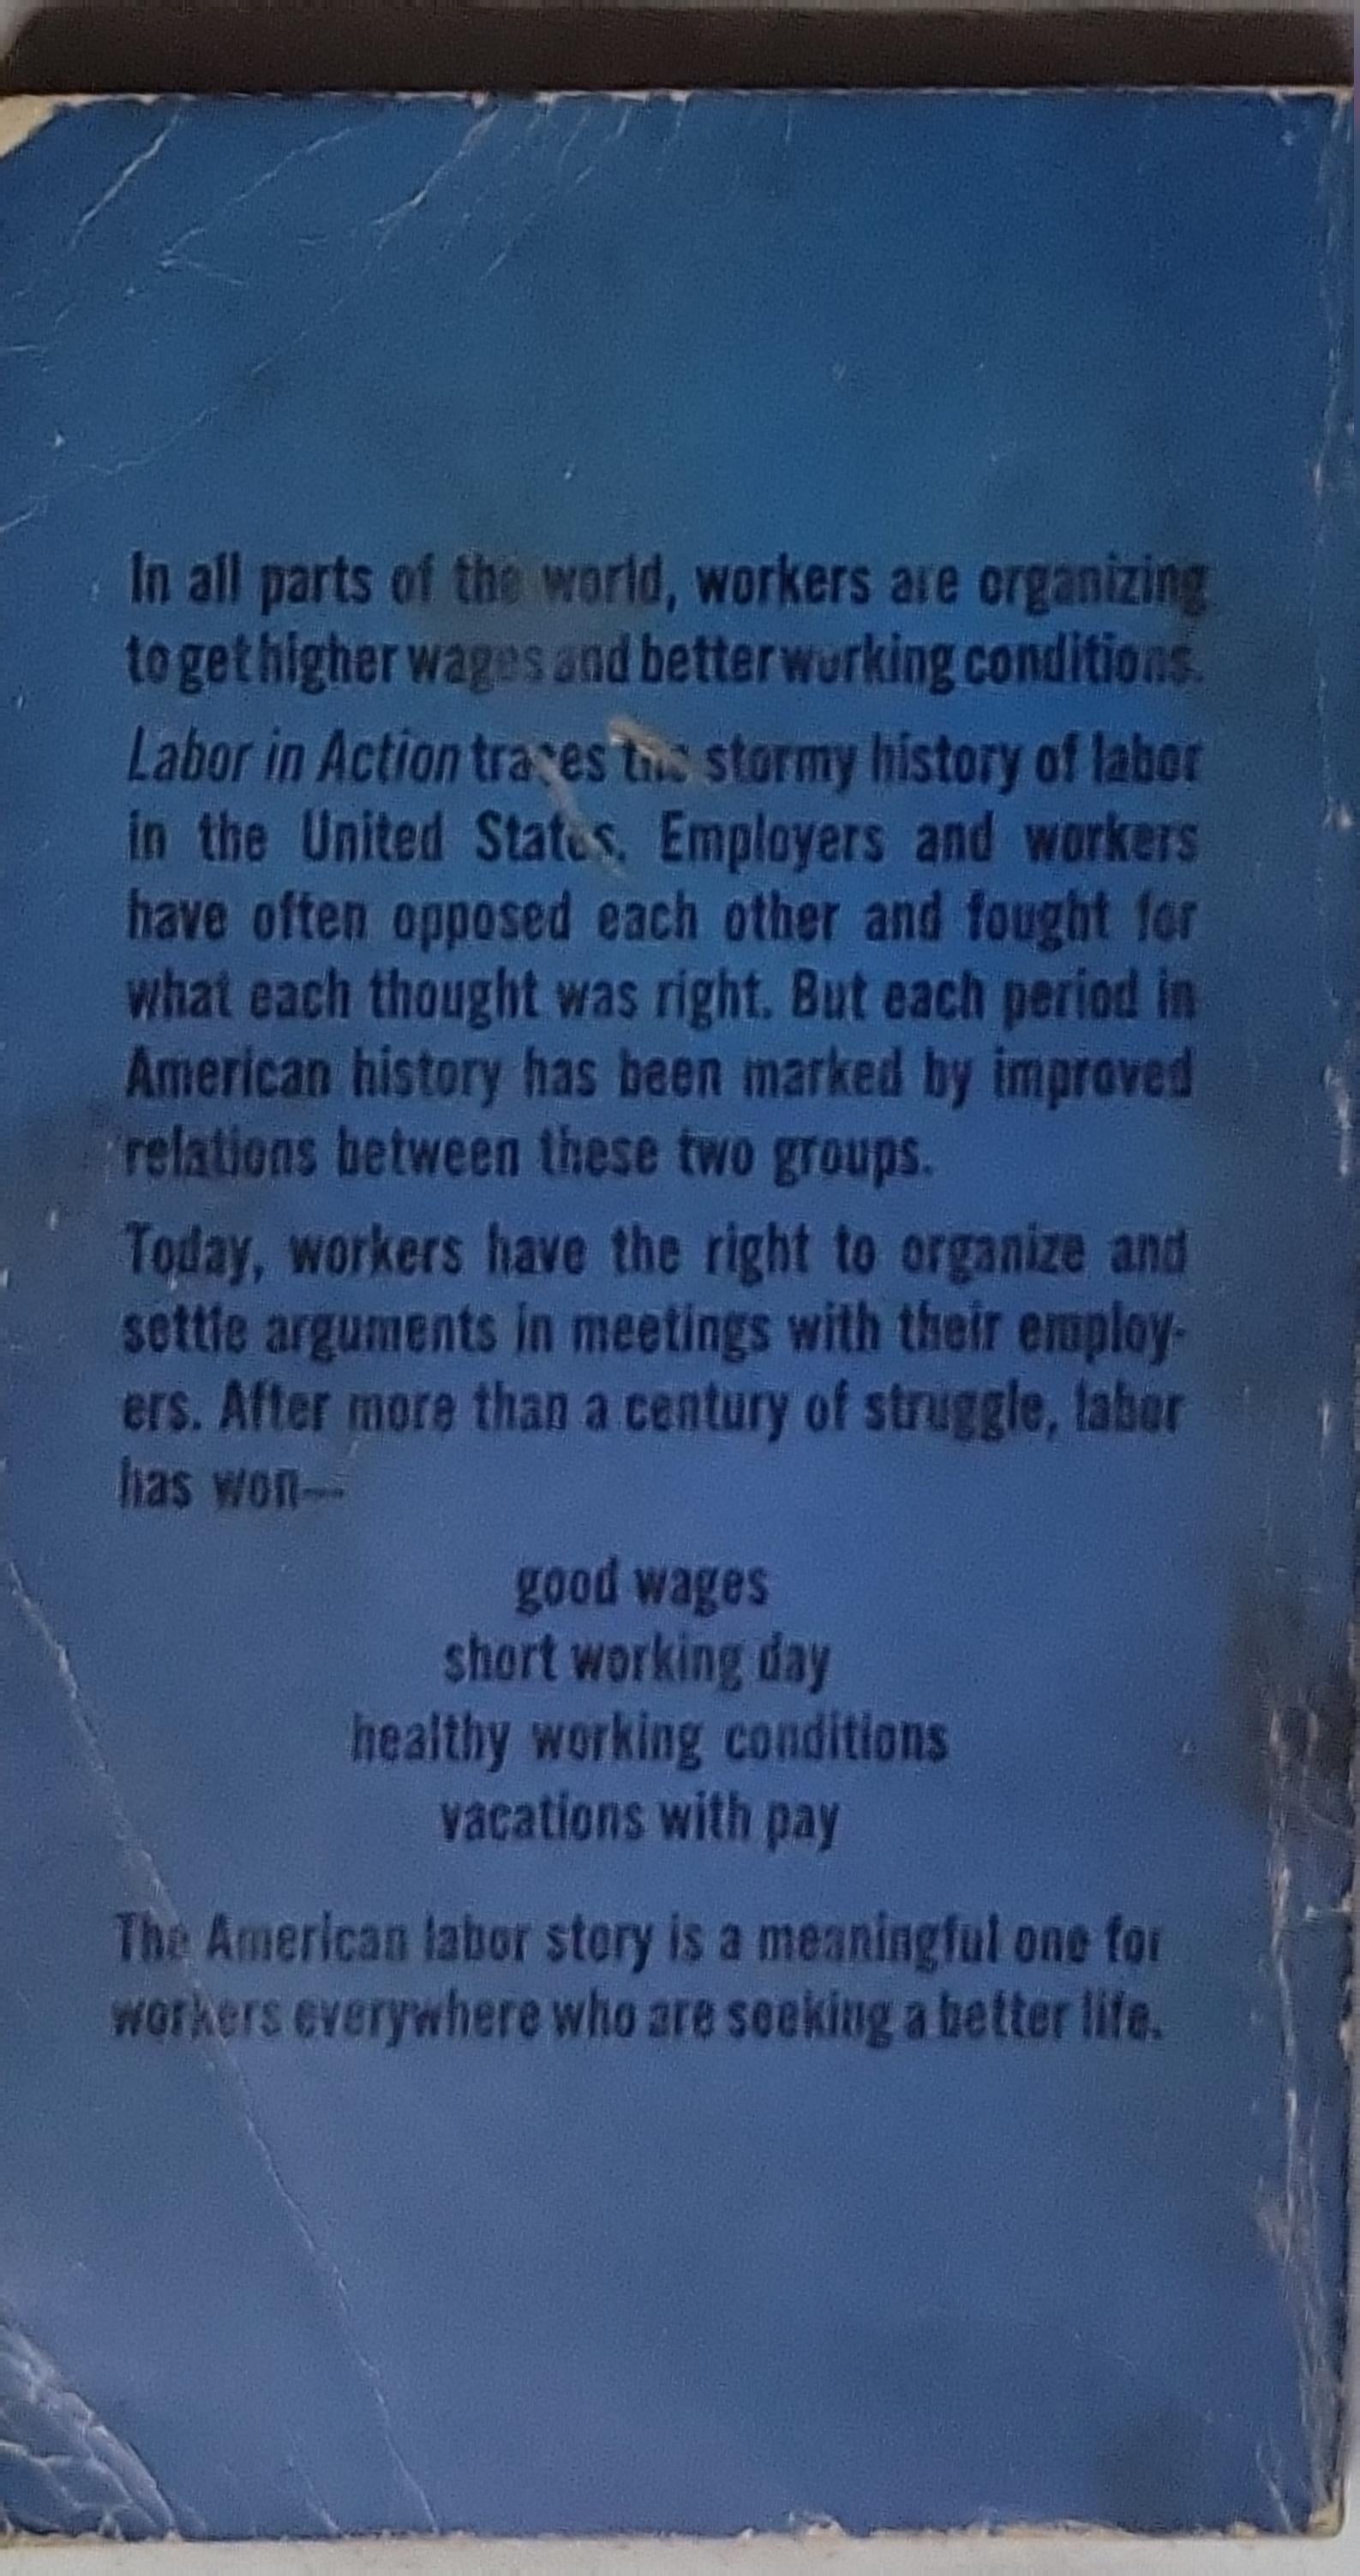 In all parts of the world, workers are organizing
to get higher wages and better working conditions.
Labor in Action traces the stormy history of labor
in the United States. Employers and workers
have often opposed each other and fought for
what each thought was right. But each period in
American history has been marked by improved
relations between these two groups.
Today, workers have the right to organize and
settle arguments in meetings with their employ-
ers. After more than a century of struggle, labor
has won—
good wages
short working day
healthy working conditions
vacations with pay
The American labor story is a meaningful one for
workers everywhere who are seeking a better life.